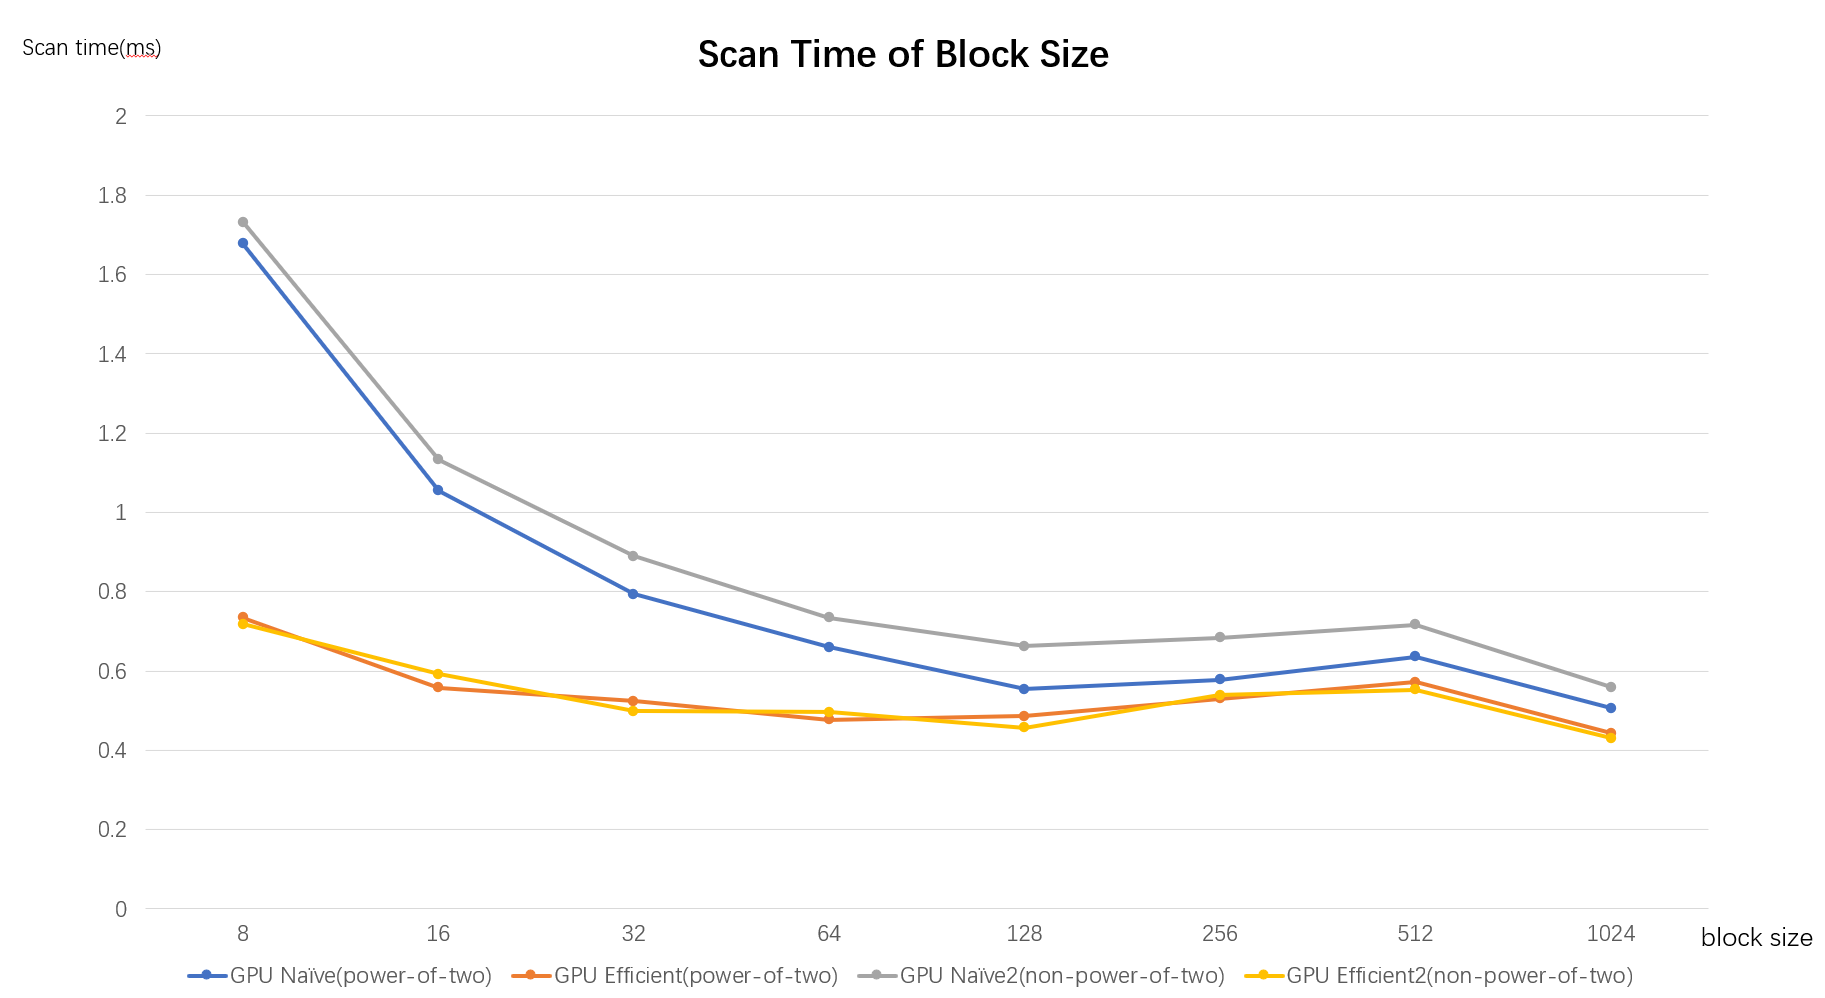 Scan time(ms)
Scan Time of Block Size
2
1.8
1.6
1.4
1.2
1
0.8
0.6
0.4
0.2
0
8 16 32 64 128 256 512 1024
block size
GPU Naïve(power-of-two) GPU Efficient(power-of-two) GPU Naïve2(non-power-of-two) GPU Efficient2(non-power-of-two)